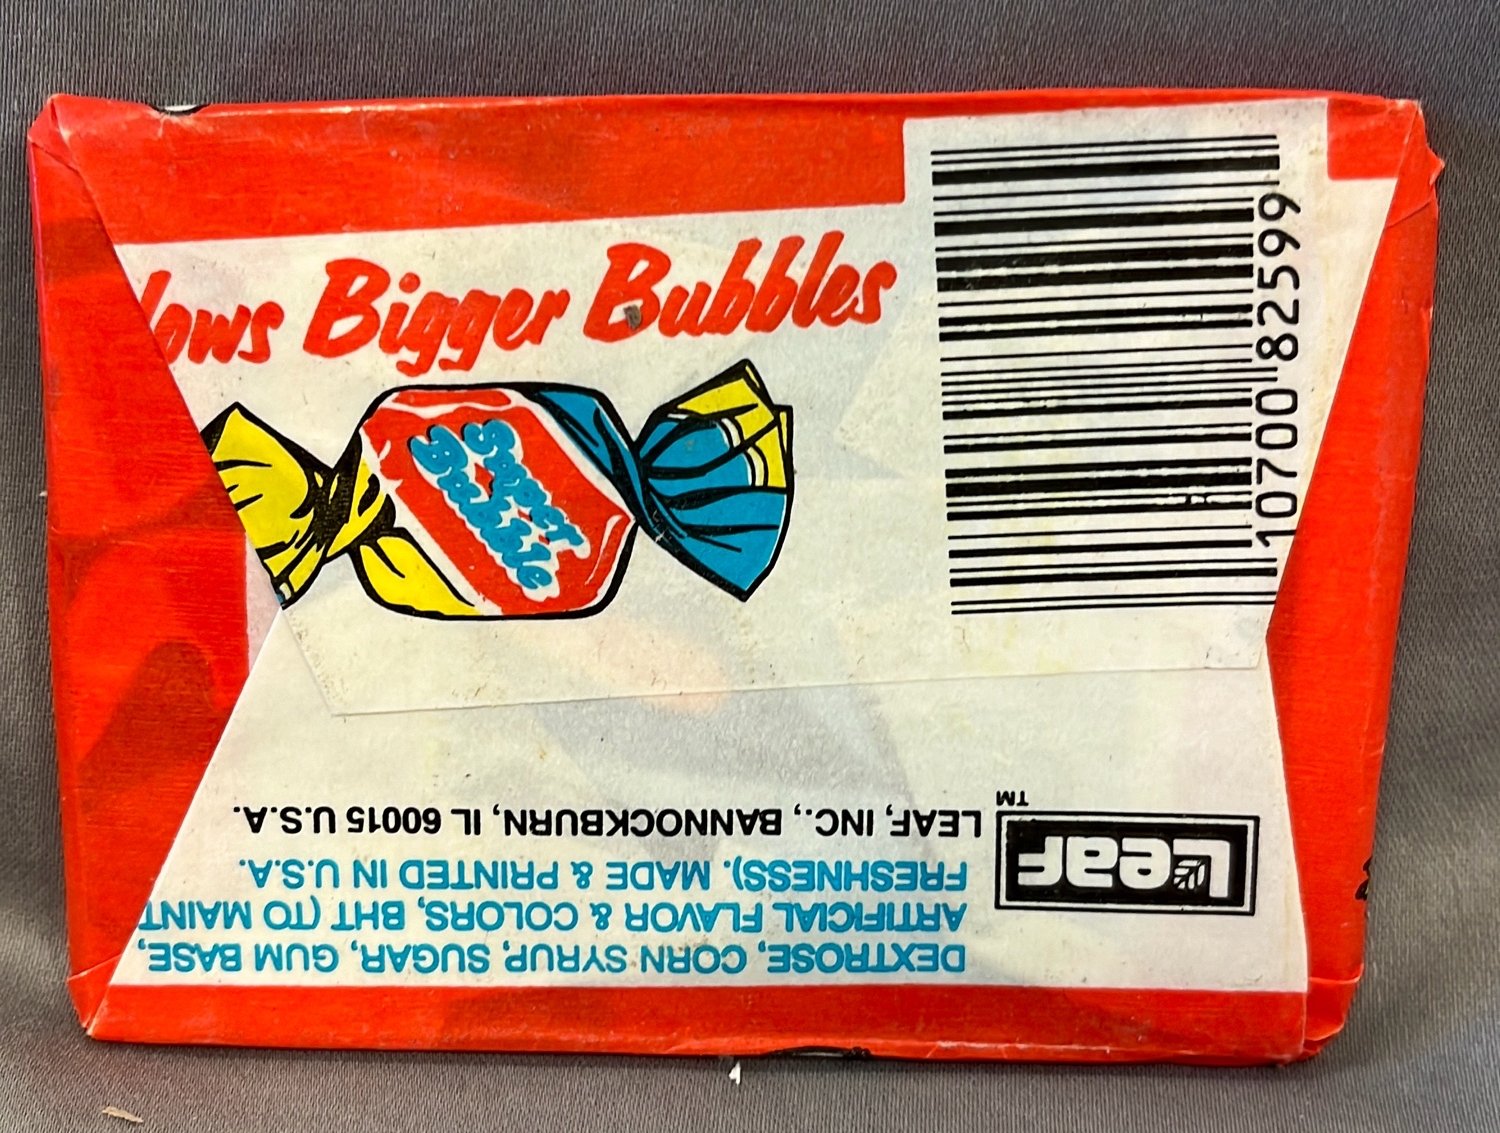 lows Bigger Bubbles
Super
Bubble
10700 82599
Leaf
TM
DEXTROSE, CORN SYRUP, SUGAR, GUM BASE,
ARTIFICIAL FLAVOR & COLORS, BHT (TO MAINT
FRESHNESS). MADE & PRINTED IN U.S.A.
LEAF, INC., BANNOCKBURN, IL 60015 U.S.A.